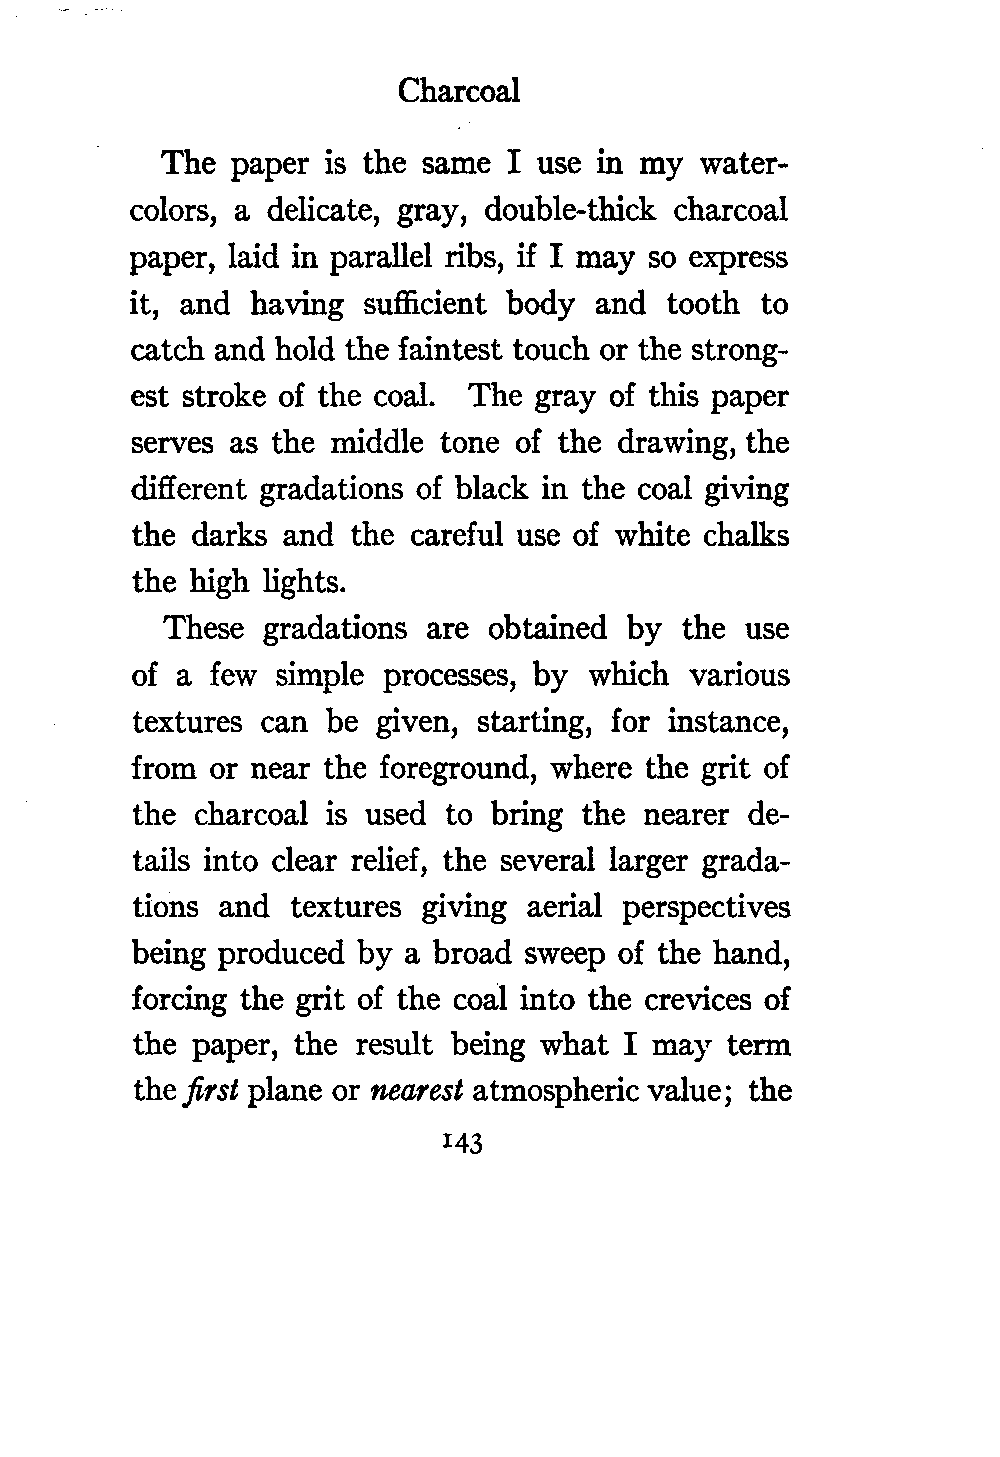 Charcoal
The paper is the same I use in my water-
colors, a delicate, gray, double-thick charcoal
paper, laid in parallel ribs, if I may so express
it, and having sufficient body and tooth to
catch and hold the faintest touch or the strong-
est stroke of the coal. The gray of this paper
serves as the middle tone of the drawing, the
different gradations of black in the coal giving
the darks and the careful use of white chalks
the high lights.
These gradations are obtained by the use
of a few simple processes, by which various
textures can be given, starting, for instance,
from or near the foreground, where the grit of
the charcoal is used to bring the nearer de-
tails into clear relief, the several larger grada-
tions and textures giving aerial perspectives
being produced by a broad sweep of the hand,
forcing the grit of the coal into the crevices of
the paper, the result being what I may term
the first plane or nearest atmospheric value; the
143